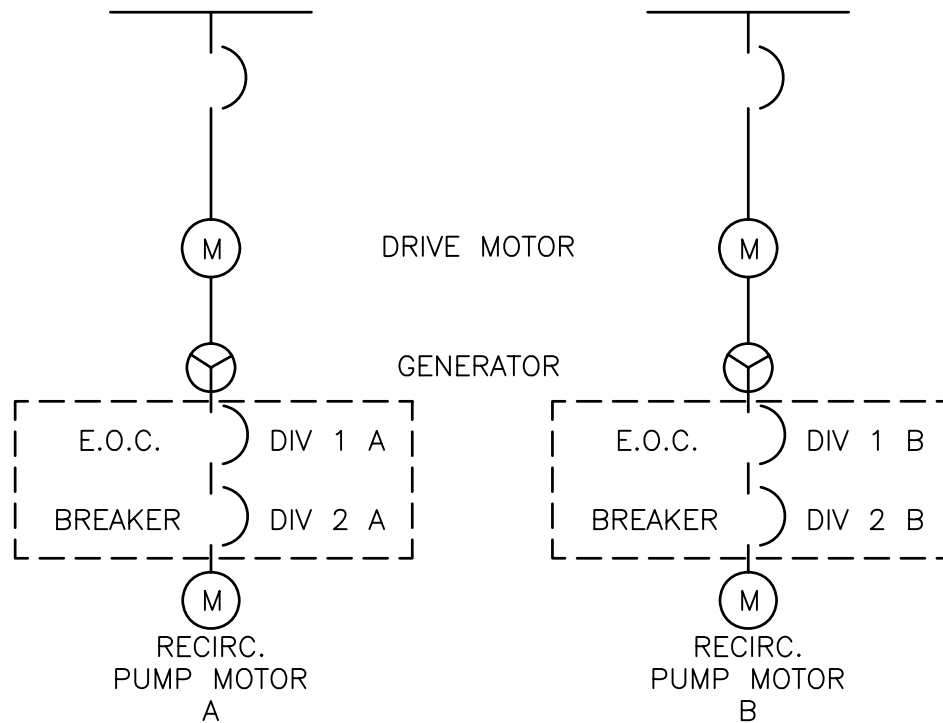 M DRIVE MOTOR M
GENERATOR
E.O.C. DIV 1 A E.O.C. DIV 1 B
BREAKER DIV 2 A BREAKER DIV 2 B
M M
RECIRC. RECIRC.
PUMP MOTOR PUMP MOTOR
A B